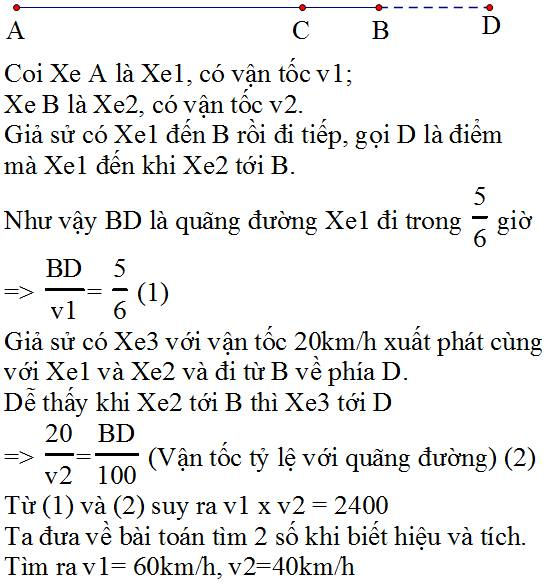 A C B D
Coi Xe A là Xe1, có vận tốc v1;
Xe B là Xe2, có vận tốc v2.
Giả sử có Xe1 đến B rồi đi tiếp, gọi D là điểm
mà Xe1 đến khi Xe2 tới B.
Như vậy BD là quãng đường Xe1 đi trong 5/6 giờ
=> BD/v1 = 5/6 (1)
Giả sử có Xe3 với vận tốc 20km/h xuất phát cùng
với Xe1 và Xe2 và đi từ B về phía D.
Dễ thấy khi Xe2 tới B thì Xe3 tới D
=> 20/v2 = BD/100 (Vận tốc tỷ lệ với quãng đường) (2)
Từ (1) và (2) suy ra v1 x v2 = 2400
Ta đưa về bài toán tìm 2 số khi biết hiệu và tích.
Tìm ra v1= 60km/h, v2=40km/h